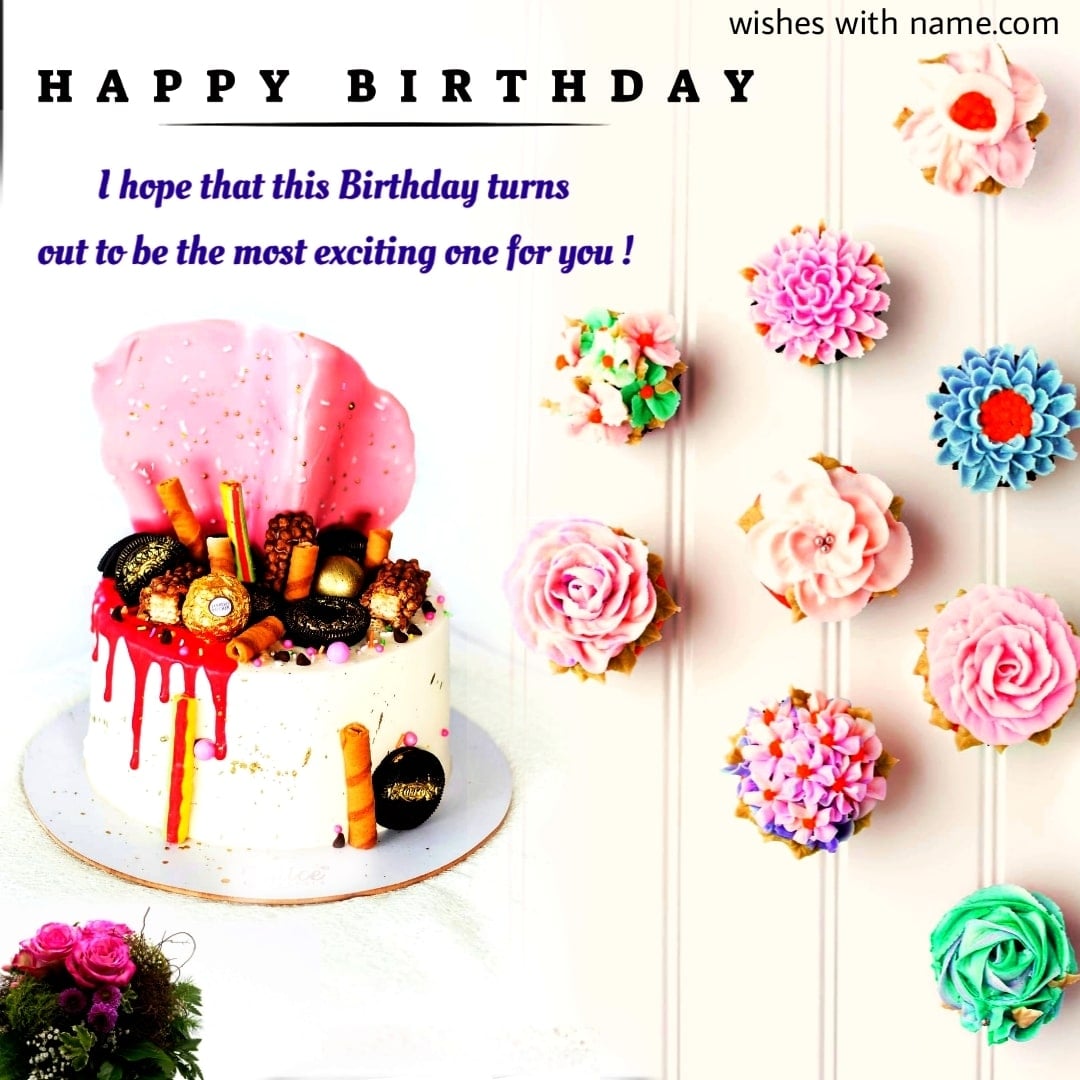 wishes with name.com
HAPPY BIRTHDAY
I hope that this Birthday turns
out to be the most exciting one for you !